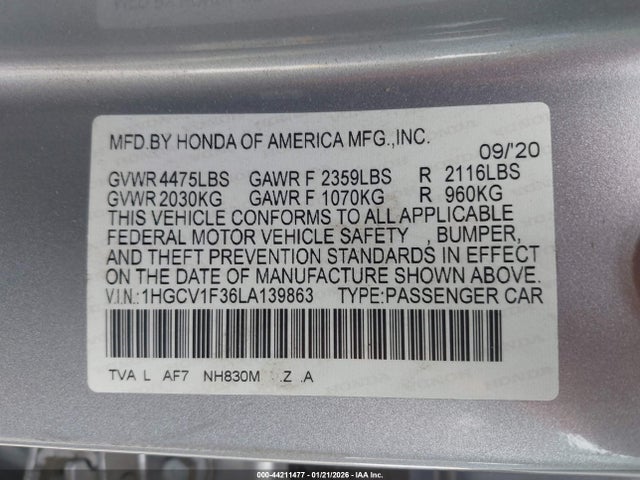 MFD.BY HONDA OF AMERICA MFG.,INC. 09/'20
GVWR 4475LBS GAWR F 2359LBS R 2116LBS
GVWR 2030KG GAWR F 1070KG R 960KG
THIS VEHICLE CONFORMS TO ALL APPLICABLE
FEDERAL MOTOR VEHICLE SAFETY , BUMPER,
AND THEFT PREVENTION STANDARDS IN EFFECT
ON THE DATE OF MANUFACTURE SHOWN ABOVE.
V.I.N.:1HGCV1F36LA139863 TYPE:PASSENGER CAR
TVA L AF7 NH830M .Z .A
000-44211477 - 01/21/2026 - IAA Inc.